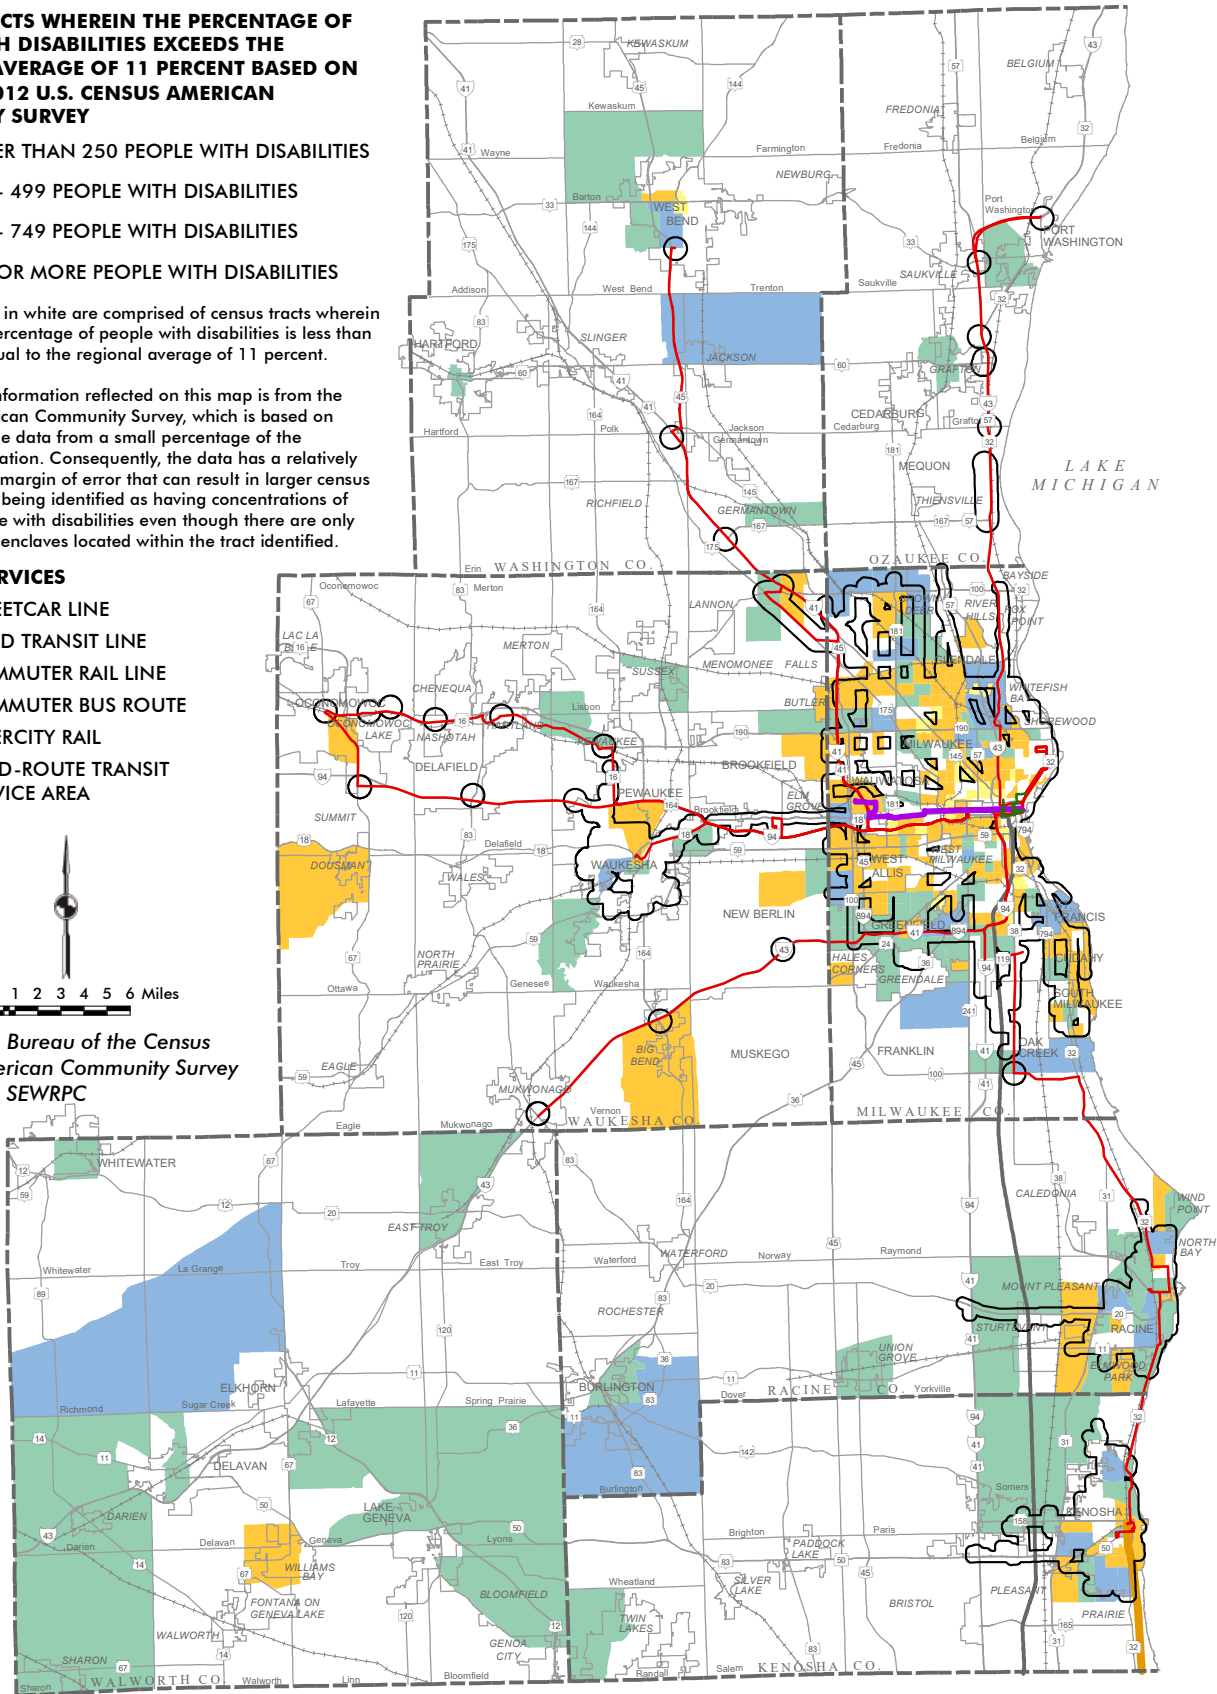 CTS WHEREIN THE PERCENTAGE OF
H DISABILITIES EXCEEDS THE
AVERAGE OF 11 PERCENT BASED ON
012 U.S. CENSUS AMERICAN
Y SURVEY
ER THAN 250 PEOPLE WITH DISABILITIES
- 499 PEOPLE WITH DISABILITIES
- 749 PEOPLE WITH DISABILITIES
OR MORE PEOPLE WITH DISABILITIES
in white are comprised of census tracts wherein
ercentage of people with disabilities is less than
ual to the regional average of 11 percent.
nformation reflected on this map is from the
ican Community Survey, which is based on
e data from a small percentage of the
ation. Consequently, the data has a relatively
margin of error that can result in larger census
being identified as having concentrations of
e with disabilities even though there are only
enclaves located within the tract identified.
RVICES
EETCAR LINE
D TRANSIT LINE
MMUTER RAIL LINE
MMUTER BUS ROUTE
ERCITY RAIL
D-ROUTE TRANSIT
VICE AREA
1 2 3 4 5 6 Miles
Bureau of the Census
erican Community Survey
SEWRPC
KEWASKUM
Kewaskum
Wayne
Farmington
Fredonia
FREDONIA
BELGIUM
Belgium
NEWBURG
Barton
WEST
BEND
Port
Washington
PORT
WASHINGTON
SAUKVILLE
Saukville
Addison
West Bend
Trenton
HARTFORD
SLINGER
JACKSON
GRAFTON
CEDARBURG
Cedarburg
Grafton
Hartford
Polk
Jackson
Germantown
MEQUON
THIENSVILLE
RICHFIELD
GERMANTOWN
LAKE
MICHIGAN
Erin
WASHINGTON CO.
OZAUKEE CO.
Oconomowoc
Merton
LANNON
BAYSIDE
BROWN
DEER
RIVER
HILLS
FOX
POINT
LAC LA
MERTON
SUSSEX
MENOMONEE FALLS
GLENDALE
CHENEQUA
Lisbon
BUTLER
WHITEFISH
BAY
OCONOMOWOC
OCONOMOWOC
LAKE
NASHOTAH
HARTLAND
PEWAUKEE
SHOREWOOD
MILWAUKEE
DELAFIELD
BROOKFIELD
WAUWATOSA
PEWAUKEE
ELM
GROVE
Brookfield
SUMMIT
Delafield
DOUSMAN
WALES
WAUKESHA
WEST
ALLIS
WEST
MILWAUKEE
NEW BERLIN
GREENFIELD
FRANCIS
NORTH
PRAIRIE
HALES
CORNERS
GREENDALE
CUDAHY
Ottawa
Genesee
Waukesha
SOUTH
MILWAUKEE
BIG
BEND
MUSKEGO
FRANKLIN
OAK
CREEK
EAGLE
MUKWONAGO
Eagle
Mukwonago
Vernon
WAUKESHA CO.
MILWAUKEE CO.
WHITEWATER
CALEDONIA
WIND
POINT
EAST TROY
NORTH
BAY
Whitewater
La Grange
Troy
East Troy
Waterford
WATERFORD
Norway
Raymond
MOUNT PLEASANT
ROCHESTER
STURTEVANT
RACINE
UNION
GROVE
ELMWOOD
PARK
ELKHORN
BURLINGTON
Dover
RACINE CO.
Yorkville
Richmond
Sugar Creek
Lafayette
Spring Prairie
DELAVAN
Burlington
Somers
LAKE
GENEVA
KENOSHA
DARIEN
Darien
Delavan
Geneva
Lyons
Brighton
Paris
PADDOCK
LAKE
WILLIAMS
BAY
BLOOMFIELD
Wheatland
SILVER
LAKE
PLEASANT
PRAIRIE
BRISTOL
FONTANA ON
GENEVA LAKE
TWIN
LAKES
WALWORTH
GENOA
CITY
SHARON
Sharon
WALWORTH CO.
Walworth
Linn
Bloomfield
Randall
Salem
KENOSHA CO.